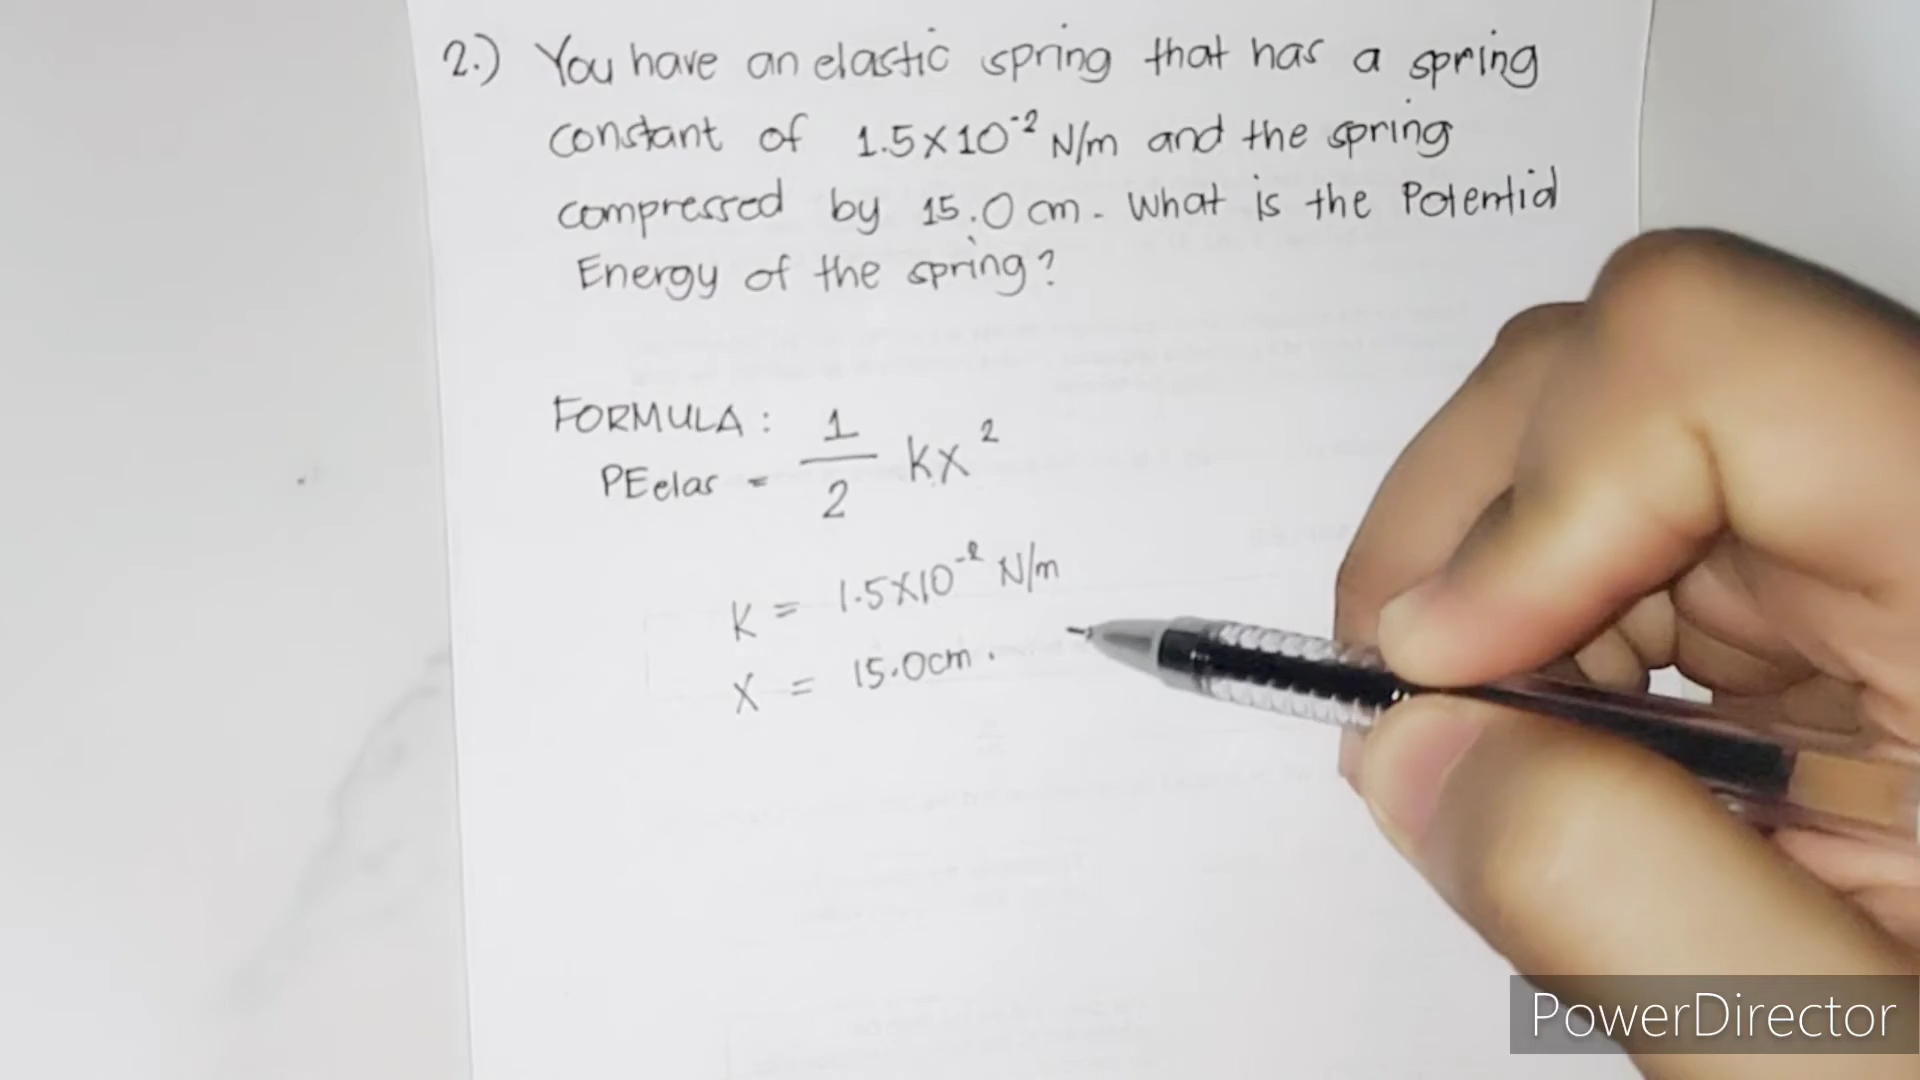 2.) You have an elastic spring that has a spring
constant of 1.5X10⁻² N/m and the spring
compressed by 15.0 cm. What is the Potential
Energy of the spring?
FORMULA: 1
PEelas = 2 kx²
K = 1.5X10⁻² N/m
X = 15.0cm.
PowerDirector